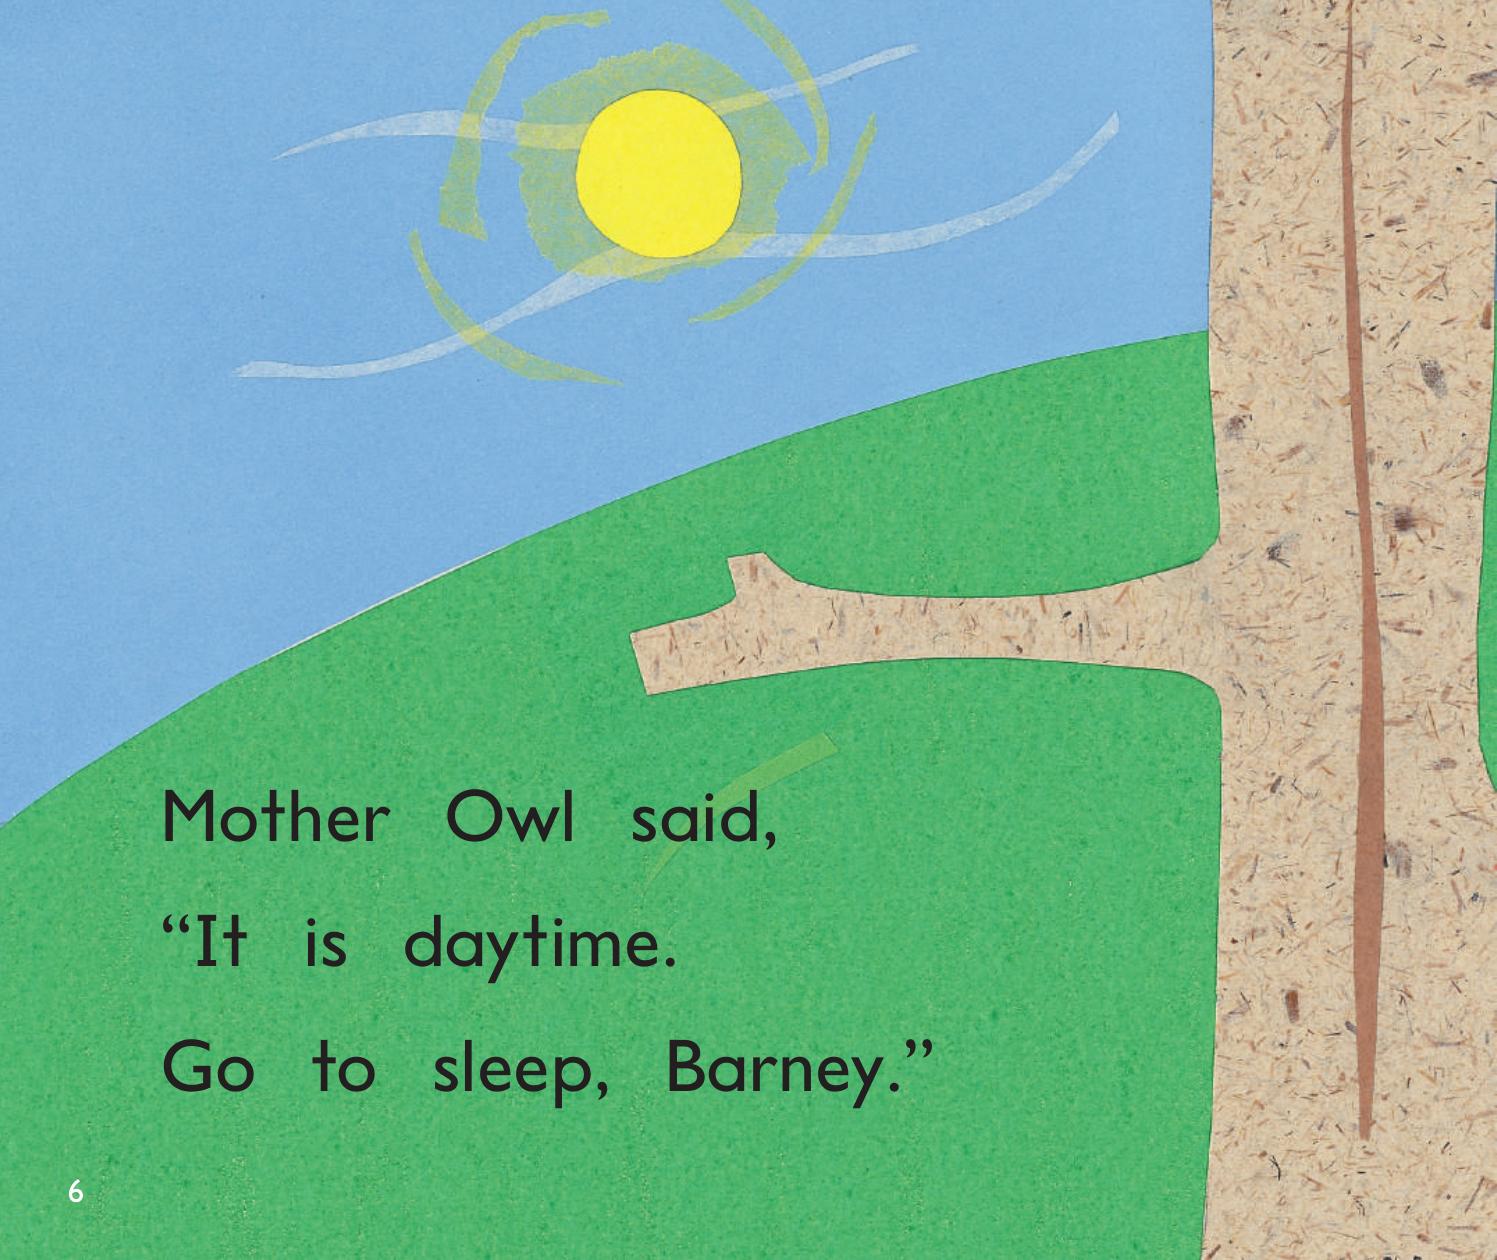 Mother Owl said,
“It is daytime.
Go to sleep, Barney.”
6